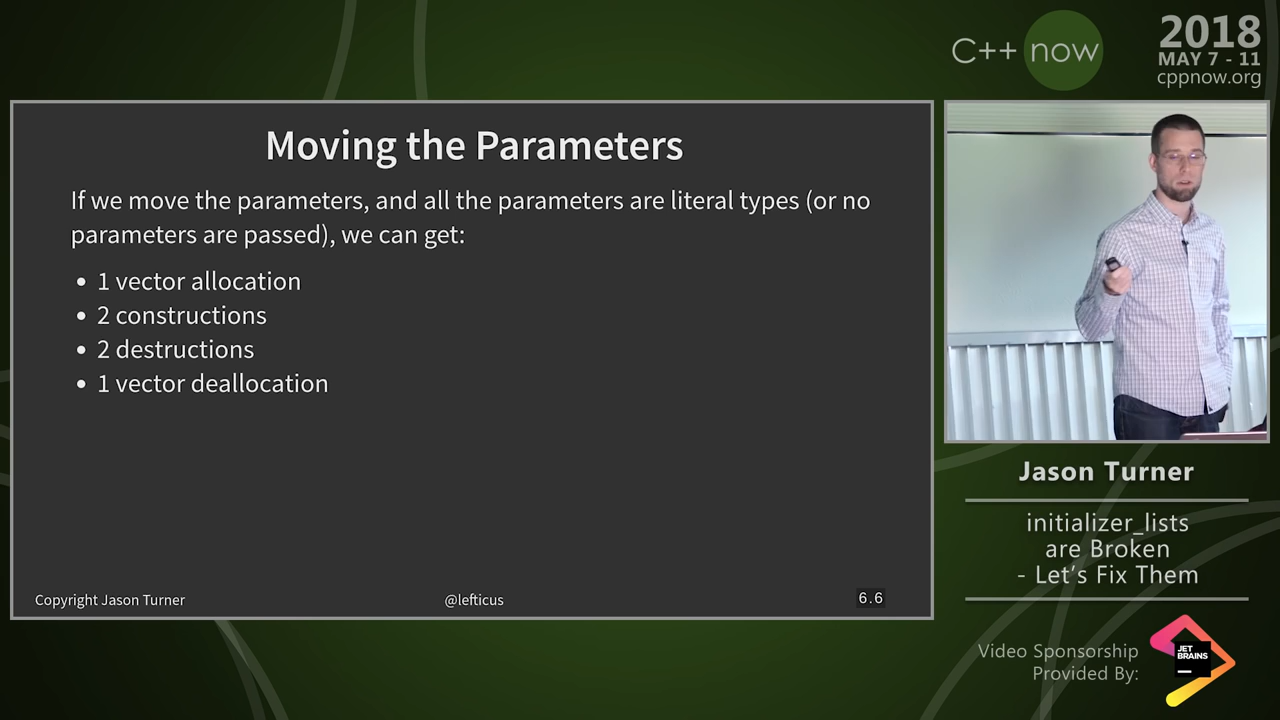 C++ now
2018
MAY 7 - 11
cppnow.org
Moving the Parameters
If we move the parameters, and all the parameters are literal types (or no
parameters are passed), we can get:
• 1 vector allocation
• 2 constructions
• 2 destructions
• 1 vector deallocation
Copyright Jason Turner
@lefticus
6.6
Jason Turner
initializer_lists
are Broken
- Let's Fix Them
Video Sponsorship
Provided By:
JET
BRAINS